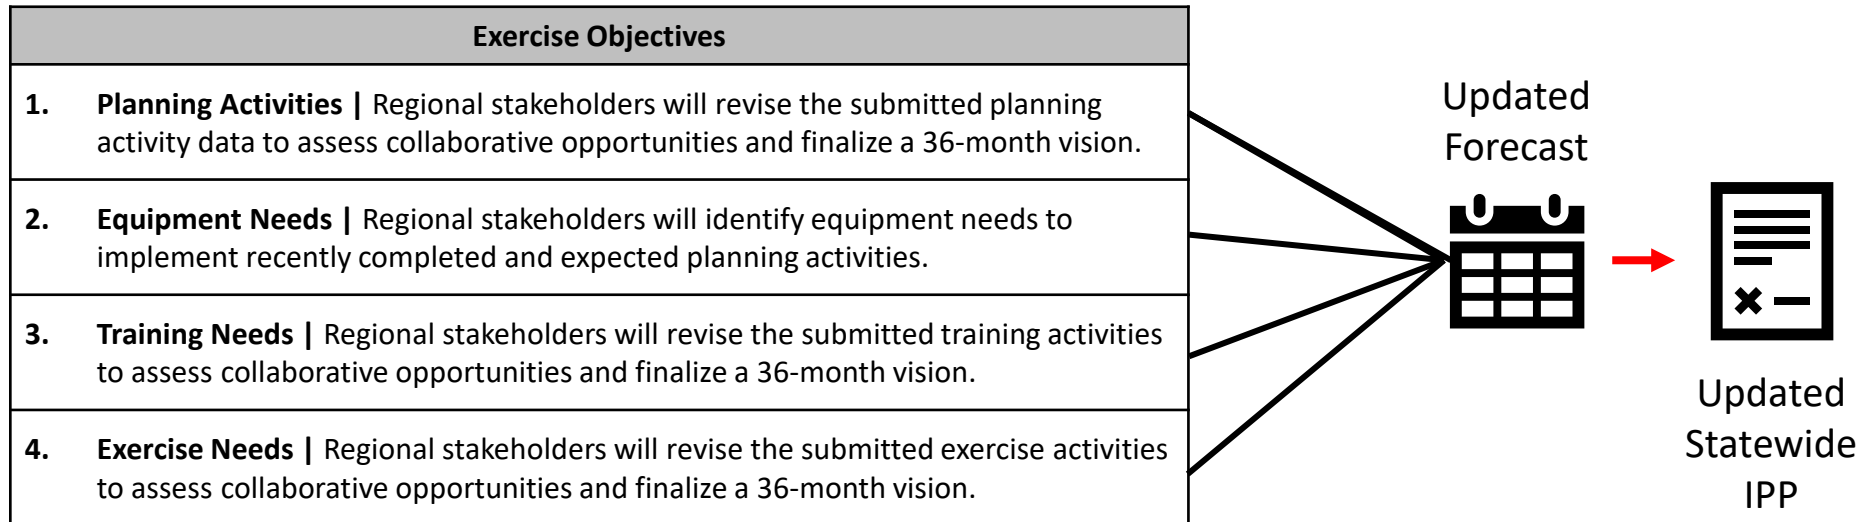 Exercise Objectives
1. Planning Activities | Regional stakeholders will revise the submitted planning
activity data to assess collaborative opportunities and finalize a 36-month vision.
2. Equipment Needs | Regional stakeholders will identify equipment needs to
implement recently completed and expected planning activities.
3. Training Needs | Regional stakeholders will revise the submitted training activities
to assess collaborative opportunities and finalize a 36-month vision.
4. Exercise Needs | Regional stakeholders will revise the submitted exercise activities
to assess collaborative opportunities and finalize a 36-month vision.
Updated
Forecast
Updated
Statewide
IPP